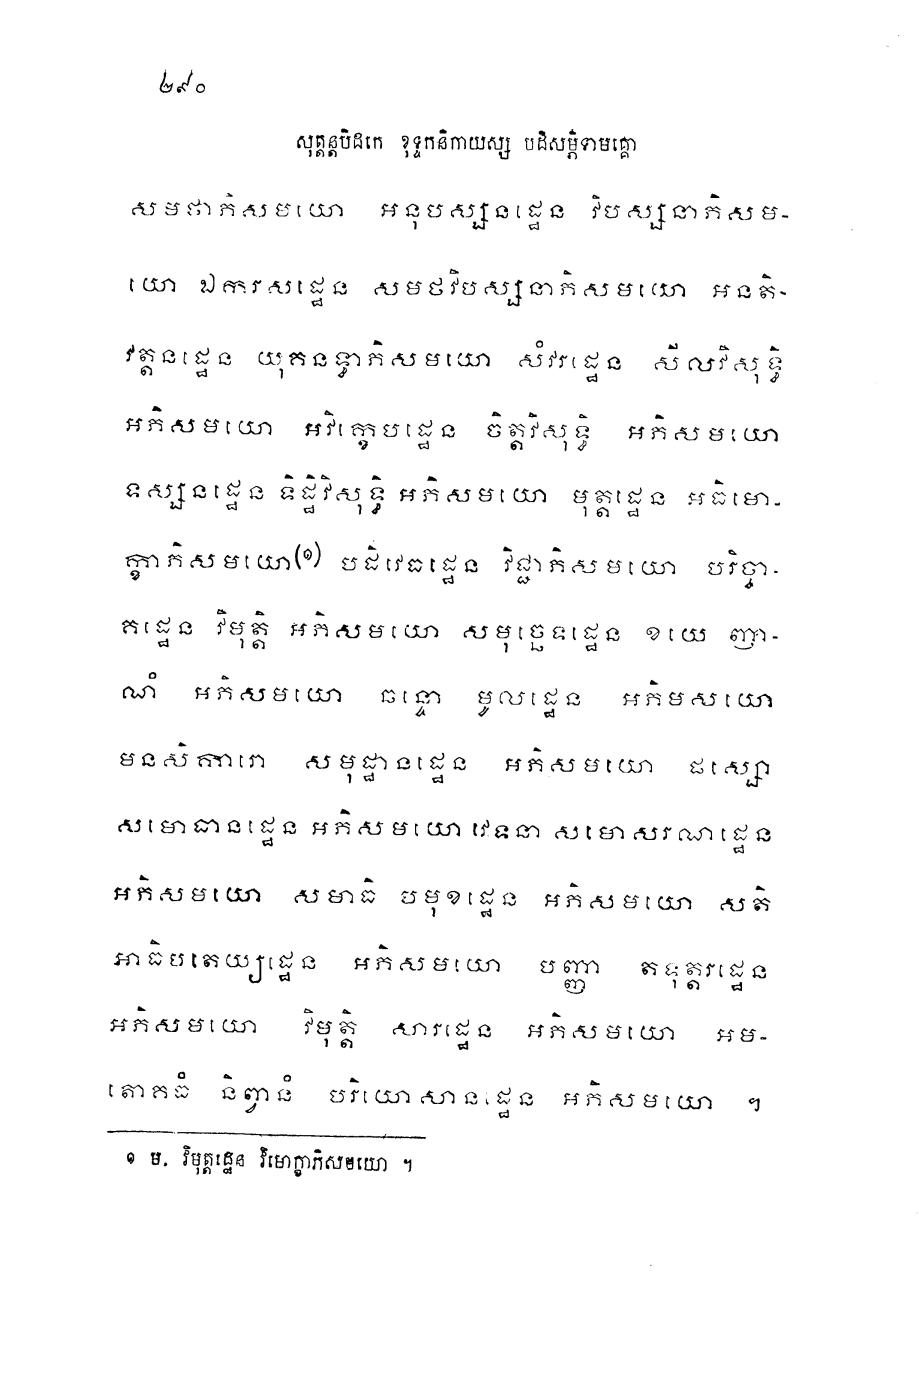 ២៩០
សុត្តន្តបិដកេ ខុទ្ទកនិកាយស្ស បដិសម្ភិទាមគ្គោ
សមថាភិសមយោ អនុបស្សនដ្ឋេន វិបស្សនាភិសម-
យោ ឯការសដ្ឋេន សមថវិបស្សនាភិសមយោ អនតិ-
វត្តនដ្ឋេន យុគនទ្ធាភិសមយោ សំវរដ្ឋេន សីលវិសុទ្ធិ
អភិសមយោ អវិក្ខេបដ្ឋេន ចិត្តវិសុទ្ធិ អភិសមយោ
ទស្សនដ្ឋេន ទិដ្ឋិវិសុទ្ធិ អភិសមយោ មុត្តដ្ឋេន អធិមោ-
ក្ខាភិសមយោ(១) បដិវេធដ្ឋេន វិជ្ជាភិសមយោ បរិច្ចា-
គដ្ឋេន វិមុត្តិ អភិសមយោ សមុច្ឆេទដ្ឋេន ខយេ ញា-
ណំ អភិសមយោ ឆន្ទោ មូលដ្ឋេន អភិមសយោ
មនសិការោ សមុដ្ឋានដ្ឋេន អភិសមយោ ផស្សោ
សមោធានដ្ឋេន អភិសមយោ វេទនា សមោសរណដ្ឋេន
អភិសមយោ សមាធិ បមុខដ្ឋេន អភិសមយោ សតិ
អាធិបតេយ្យដ្ឋេន អភិសមយោ បញ្ញា តទុត្តរដ្ឋេន
អភិសមយោ វិមុត្តិ សារដ្ឋេន អភិសមយោ អម-
តោគធំ និព្វានំ បរិយោសានដ្ឋេន អភិសមយោ ។
១ ម. វិមុត្តដ្ឋេន វិមោក្ខាភិសមយោ ។